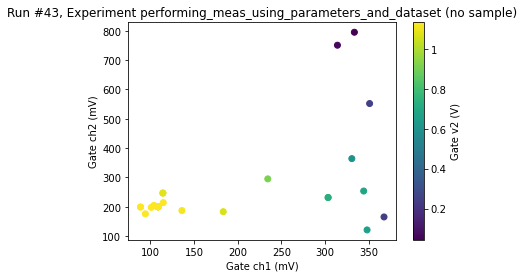 Run #43, Experiment performing_meas_using_parameters_and_dataset (no sample)
800
700
600
500
400
300
200
100
Gate ch2 (mV)
100 150 200 250 300 350
Gate ch1 (mV)
1
0.8
0.6
0.4
0.2
Gate v2 (V)